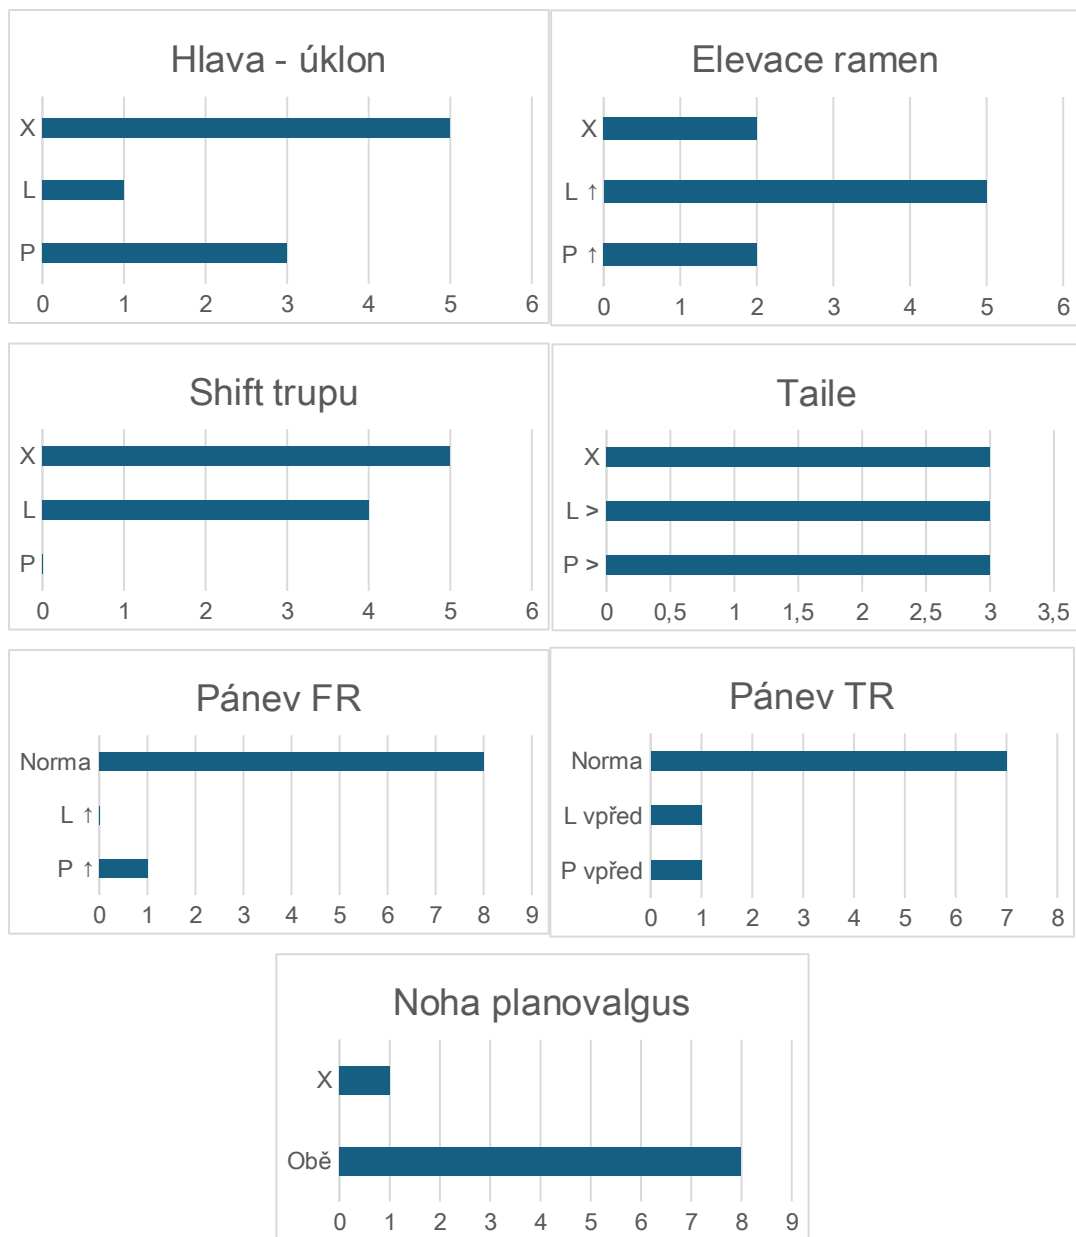 Hlava - úklon
X
L
P
0 1 2 3 4 5 6
Elevace ramen
X
L ↑
P ↑
0 1 2 3 4 5 6
Shift trupu
X
L
P
0 1 2 3 4 5 6
Taile
X
L >
P >
0 0,5 1 1,5 2 2,5 3 3,5
Pánev FR
Norma
L ↑
P ↑
0 1 2 3 4 5 6 7 8 9
Pánev TR
Norma
L vpřed
P vpřed
0 1 2 3 4 5 6 7 8
Noha planovalgus
X
Obě
0 1 2 3 4 5 6 7 8 9